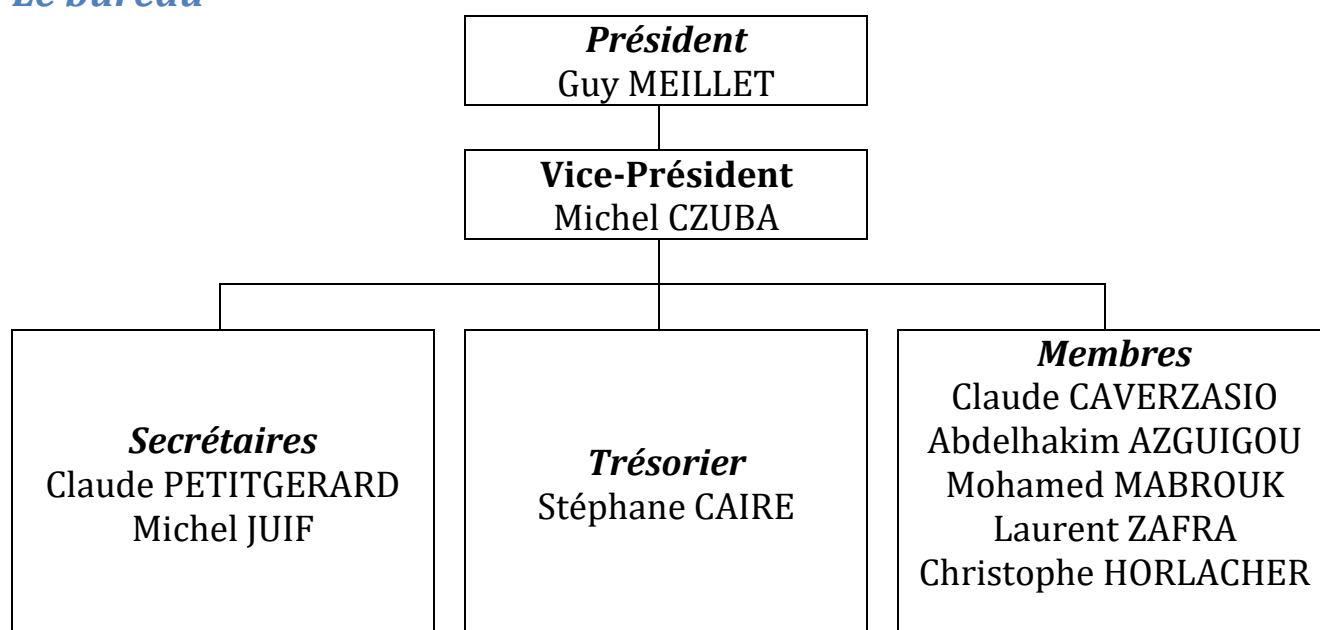 Le bureau
Président
Guy MEILLET
Vice-Président
Michel CZUBA
Secrétaires
Claude PETITGERARD
Michel JUIF
Trésorier
Stéphane CAIRE
Membres
Claude CAVERZASIO
Abdelhakim AZGUIGOU
Mohamed MABROUK
Laurent ZAFRA
Christophe HORLACHER